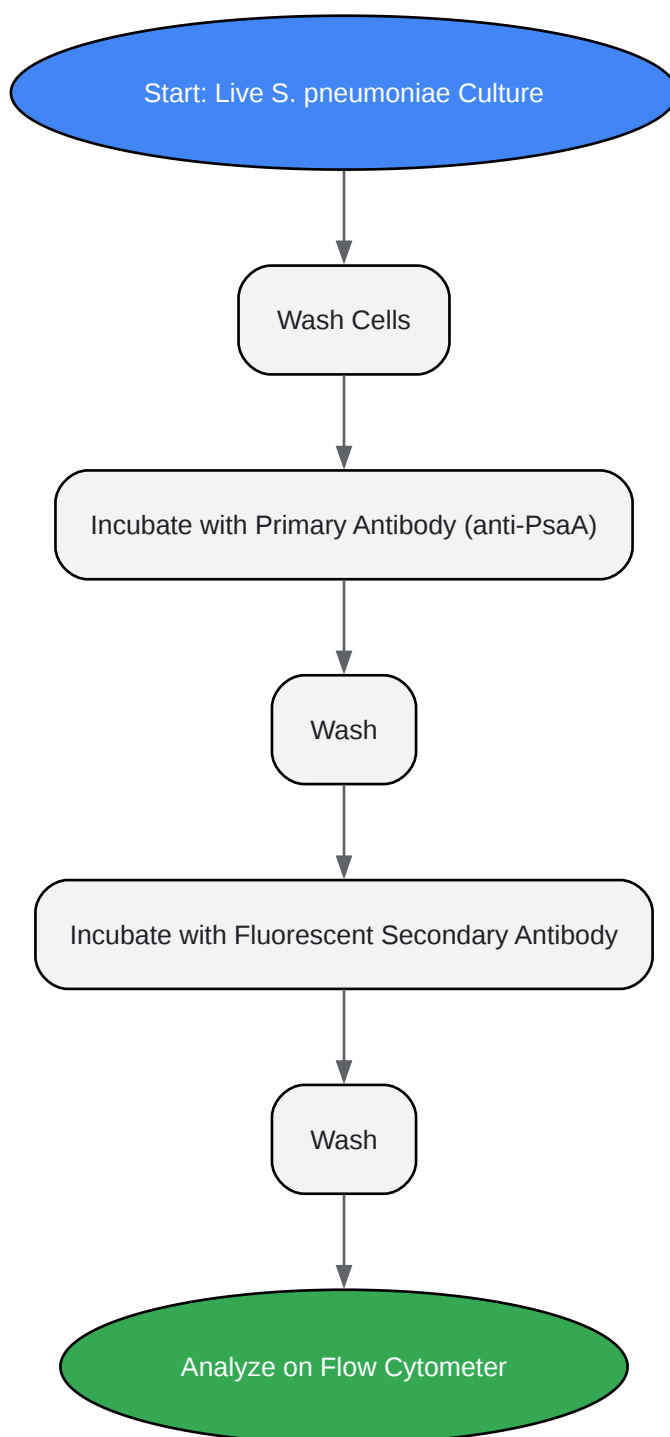 Start: Live S. pneumoniae Culture
Wash Cells
Incubate with Primary Antibody (anti-PsaA)
Wash
Incubate with Fluorescent Secondary Antibody
Wash
Analyze on Flow Cytometer